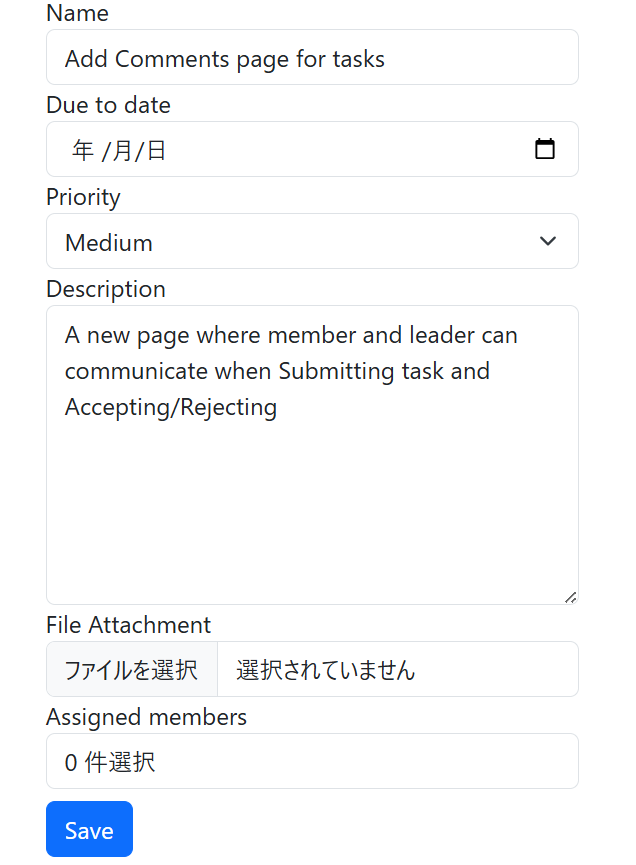 Name
Add Comments page for tasks
Due to date
年 /月/日
Priority
Medium
Description
A new page where member and leader can
communicate when Submitting task and
Accepting/Rejecting
File Attachment
ファイルを選択 選択されていません
Assigned members
0 件選択
Save